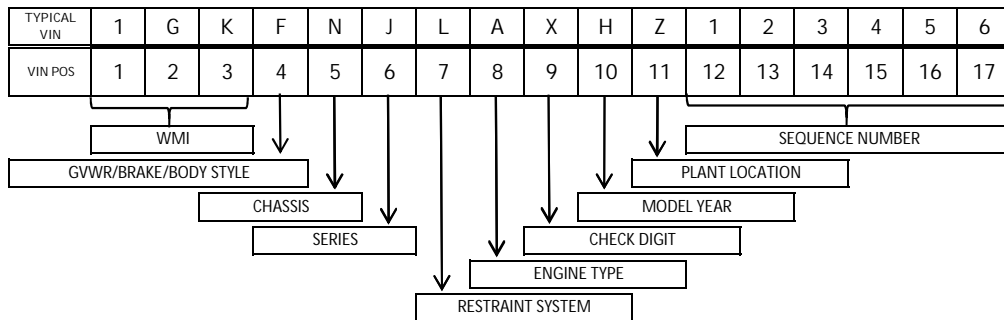 TYPICAL VIN 1 G K F N J L A X H Z 1 2 3 4 5 6
VIN POS 1 2 3 4 5 6 7 8 9 10 11 12 13 14 15 16 17
WMI SEQUENCE NUMBER
GVWR/BRAKE/BODY STYLE PLANT LOCATION
CHASSIS MODEL YEAR
SERIES CHECK DIGIT
ENGINE TYPE
RESTRAINT SYSTEM